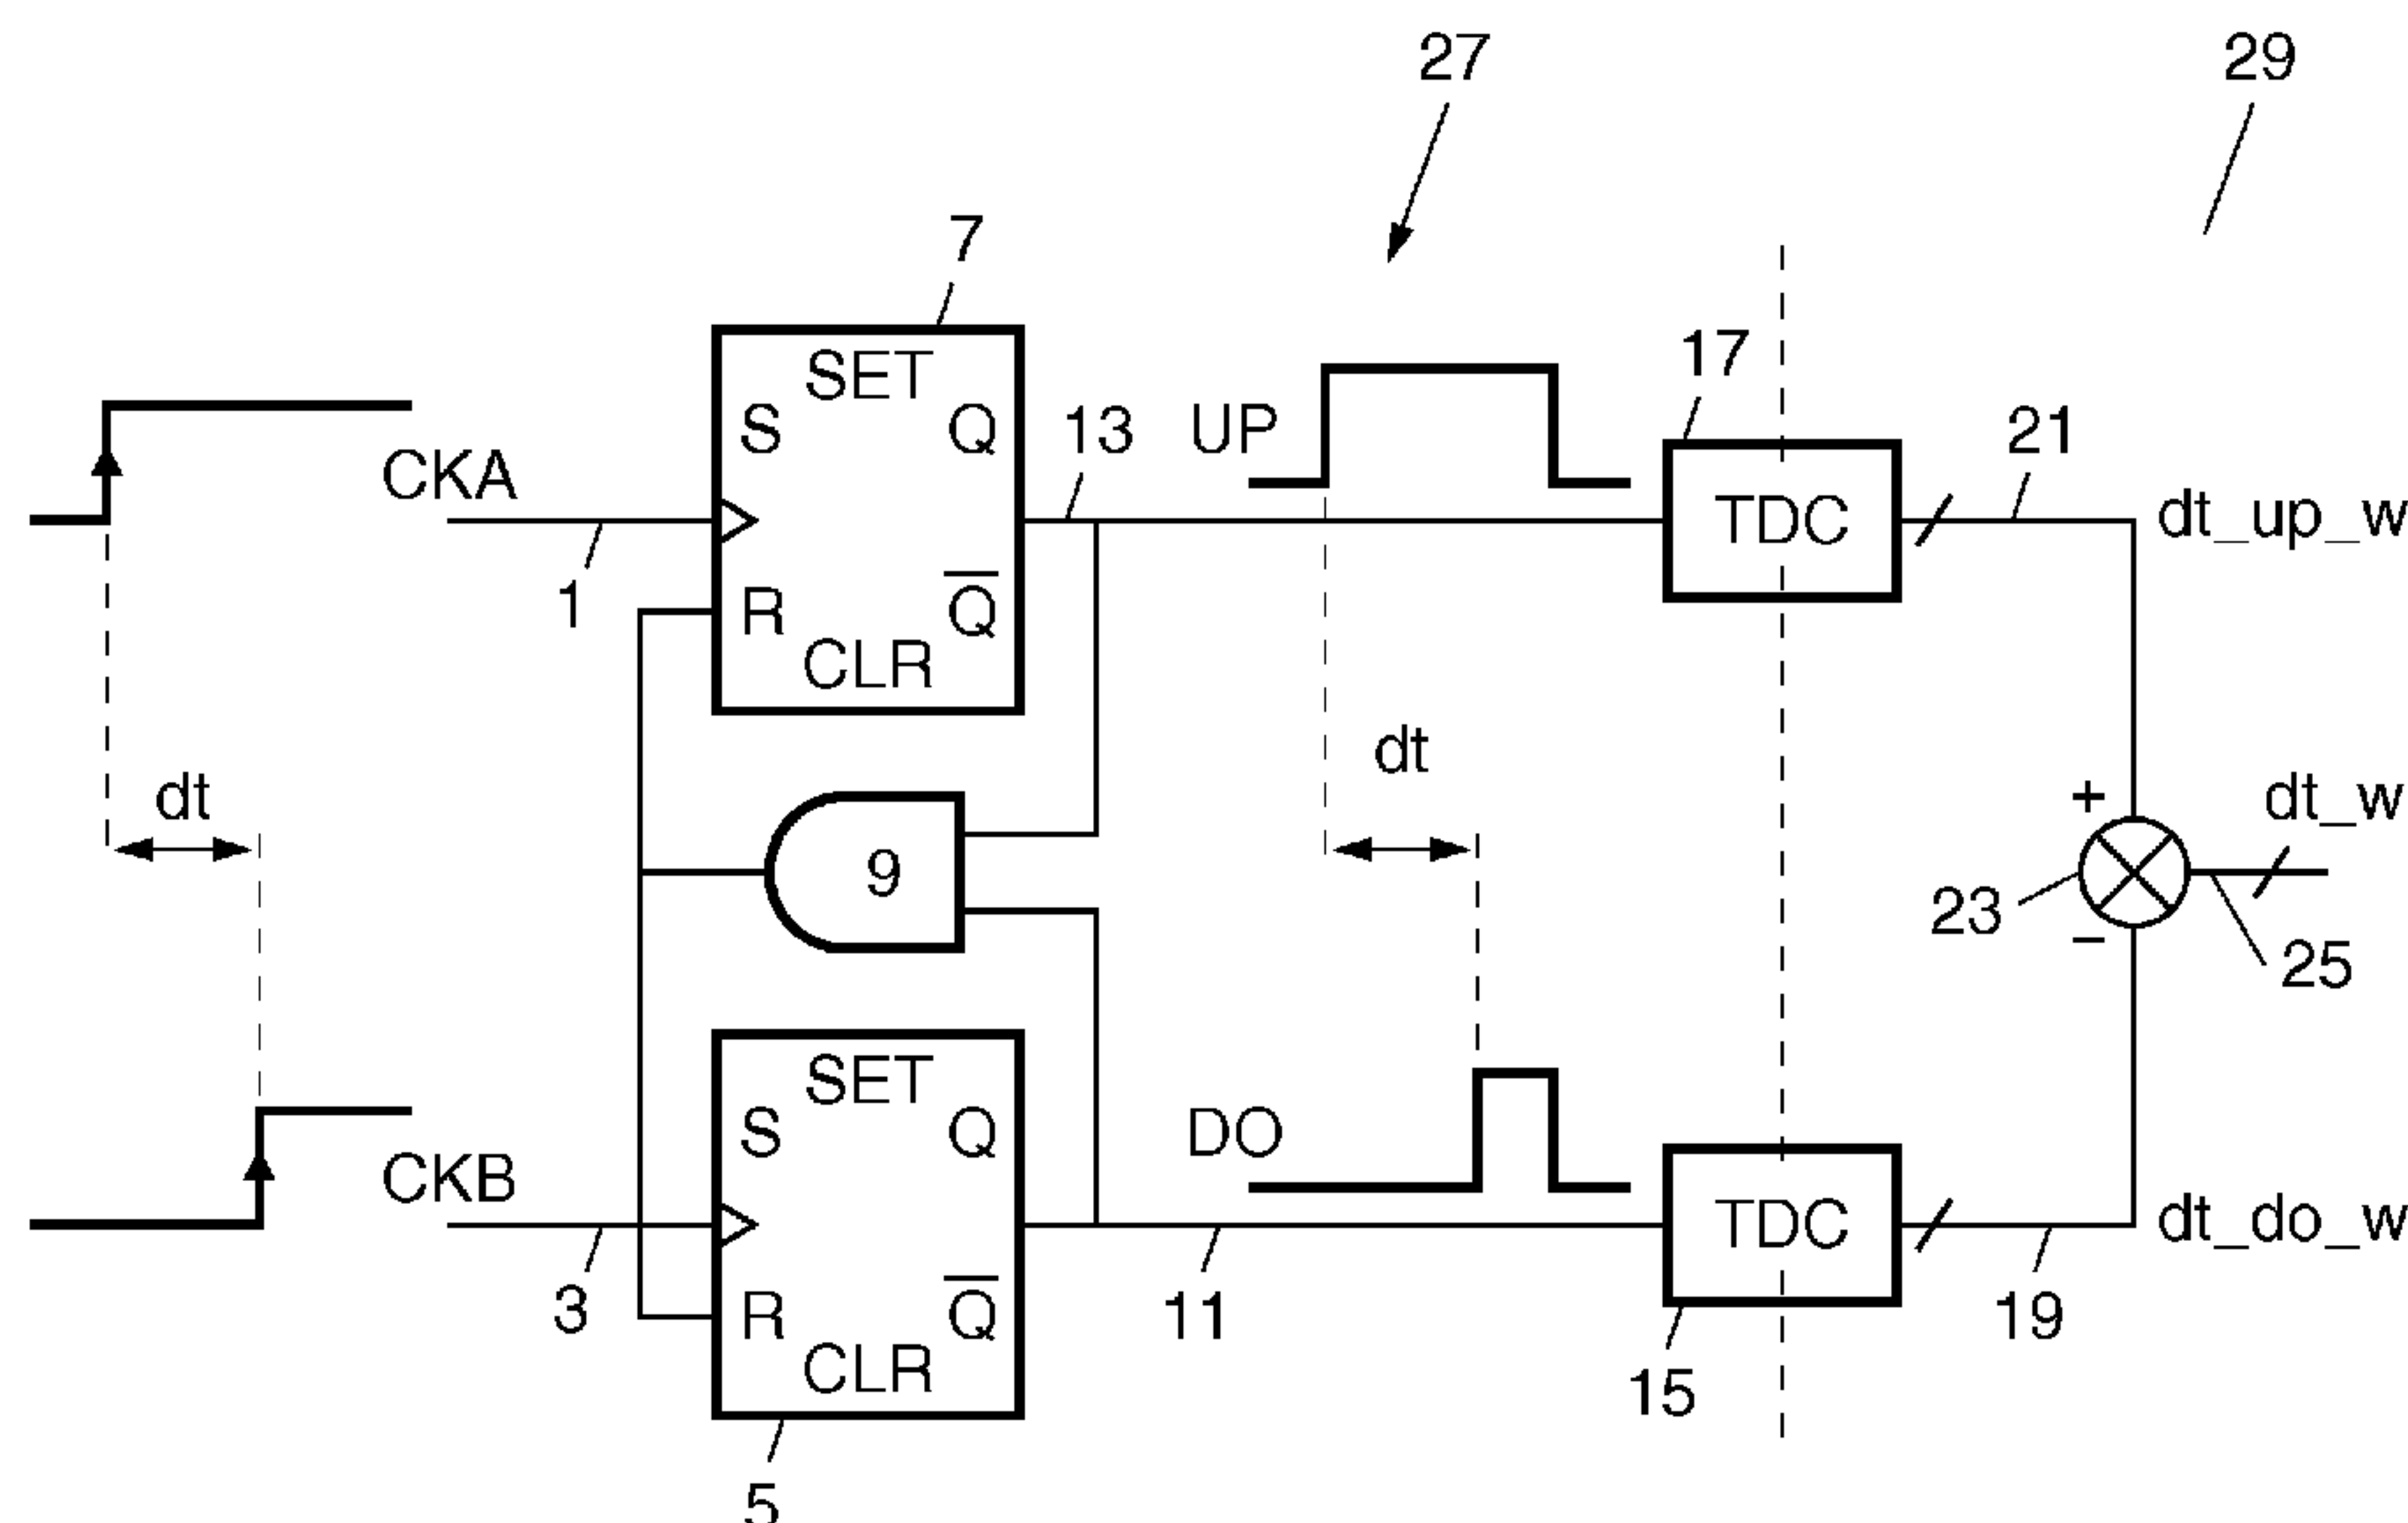 27
29
7
SET
S
Q
CKA
13
UP
17
21
TDC
dt_up_w
1
R
Q
CLR
dt
dt
+
dt_w
9
23
−
25
SET
S
Q
CKB
DO
TDC
dt_do_w
3
R
Q
11
19
CLR
15
5